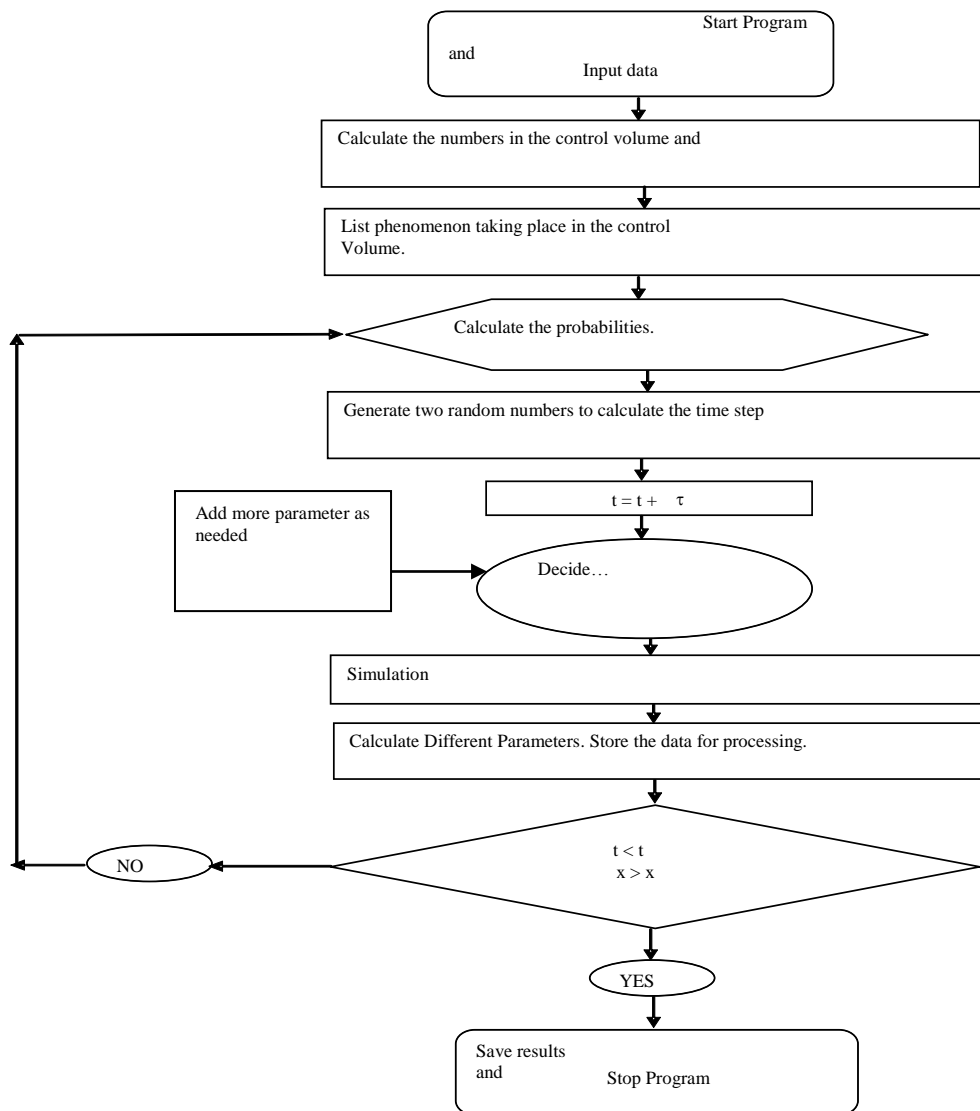 Start Program
and
Input data
Calculate the numbers in the control volume and
List phenomenon taking place in the control
Volume.
Calculate the probabilities.
Generate two random numbers to calculate the time step
t = t + τ
Add more parameter as
needed
Decide…
Simulation
Calculate Different Parameters. Store the data for processing.
t < t
x > x
NO
YES
Save results
and
Stop Program